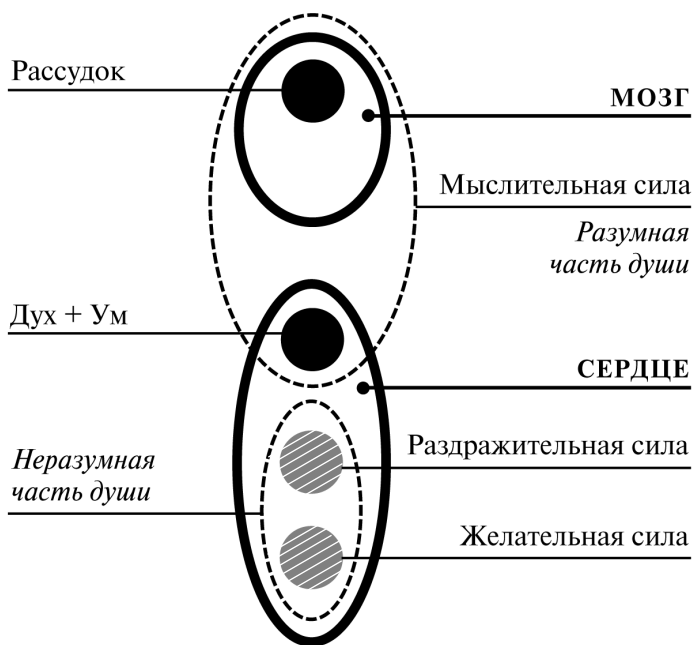 Рассудок
МОЗГ
Мыслительная сила
Разумная
часть души
Дух + Ум
СЕРДЦЕ
Раздражительная сила
Неразумная
часть души
Желательная сила